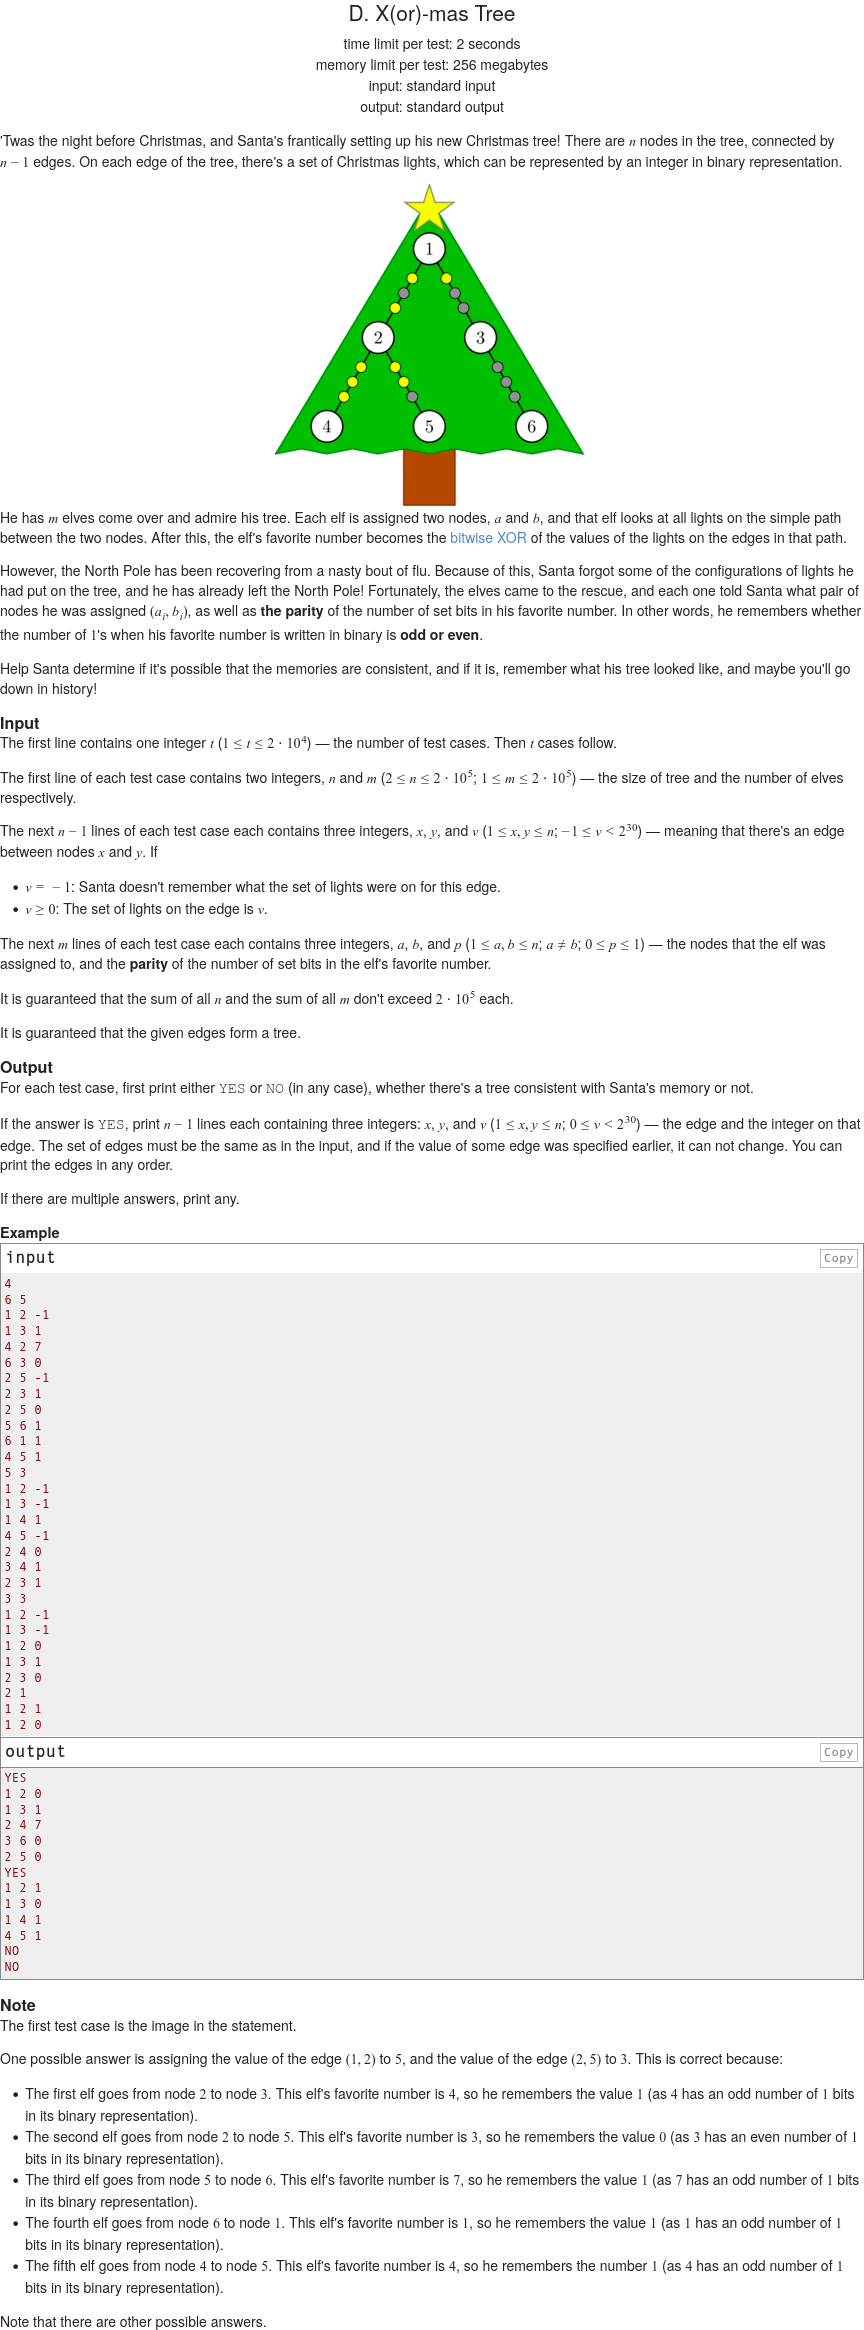 D. X(or)-mas Tree
time limit per test: 2 seconds
memory limit per test: 256 megabytes
input: standard input
output: standard output
'Twas the night before Christmas, and Santa's frantically setting up his new Christmas tree! There are n nodes in the tree, connected by
n − 1 edges. On each edge of the tree, there's a set of Christmas lights, which can be represented by an integer in binary representation.
1
2
3
4
5
6
He has m elves come over and admire his tree. Each elf is assigned two nodes, a and b, and that elf looks at all lights on the simple path
between the two nodes. After this, the elf's favorite number becomes the bitwise XOR of the values of the lights on the edges in that path.
However, the North Pole has been recovering from a nasty bout of flu. Because of this, Santa forgot some of the configurations of lights he
had put on the tree, and he has already left the North Pole! Fortunately, the elves came to the rescue, and each one told Santa what pair of
nodes he was assigned (a_i, b_i), as well as the parity of the number of set bits in his favorite number. In other words, he remembers whether
the number of 1's when his favorite number is written in binary is odd or even.
Help Santa determine if it's possible that the memories are consistent, and if it is, remember what his tree looked like, and maybe you'll go
down in history!
Input
The first line contains one integer t (1 ≤ t ≤ 2 · 10^4) — the number of test cases. Then t cases follow.
The first line of each test case contains two integers, n and m (2 ≤ n ≤ 2 · 10^5; 1 ≤ m ≤ 2 · 10^5) — the size of tree and the number of elves
respectively.
The next n − 1 lines of each test case each contains three integers, x, y, and v (1 ≤ x, y ≤ n; −1 ≤ v < 2^30) — meaning that there's an edge
between nodes x and y. If
• v = −1: Santa doesn't remember what the set of lights were on for this edge.
• v ≥ 0: The set of lights on the edge is v.
The next m lines of each test case each contains three integers, a, b, and p (1 ≤ a, b ≤ n; a ≠ b; 0 ≤ p ≤ 1) — the nodes that the elf was
assigned to, and the parity of the number of set bits in the elf's favorite number.
It is guaranteed that the sum of all n and the sum of all m don't exceed 2 · 10^5 each.
It is guaranteed that the given edges form a tree.
Output
For each test case, first print either YES or NO (in any case), whether there's a tree consistent with Santa's memory or not.
If the answer is YES, print n − 1 lines each containing three integers: x, y, and v (1 ≤ x, y ≤ n; 0 ≤ v < 2^30) — the edge and the integer on that
edge. The set of edges must be the same as in the input, and if the value of some edge was specified earlier, it can not change. You can
print the edges in any order.
If there are multiple answers, print any.
Example
input
Copy
4
6 5
1 2 -1
1 3 1
4 2 7
6 3 0
2 5 -1
2 3 1
2 5 0
5 6 1
6 1 1
4 5 1
5 3
1 2 -1
1 3 -1
1 4 1
4 5 -1
2 4 0
3 4 1
2 3 1
3 3
1 2 -1
1 3 -1
1 2 0
1 3 1
2 3 0
2 1
1 2 1
1 2 0
output
Copy
YES
1 2 0
1 3 1
2 4 7
3 6 0
2 5 0
YES
1 2 1
1 3 0
1 4 1
4 5 1
NO
NO
Note
The first test case is the image in the statement.
One possible answer is assigning the value of the edge (1, 2) to 5, and the value of the edge (2, 5) to 3. This is correct because:
• The first elf goes from node 2 to node 3. This elf's favorite number is 4, so he remembers the value 1 (as 4 has an odd number of 1 bits
in its binary representation).
• The second elf goes from node 2 to node 5. This elf's favorite number is 3, so he remembers the value 0 (as 3 has an even number of 1
bits in its binary representation).
• The third elf goes from node 5 to node 6. This elf's favorite number is 7, so he remembers the value 1 (as 7 has an odd number of 1 bits
in its binary representation).
• The fourth elf goes from node 6 to node 1. This elf's favorite number is 1, so he remembers the value 1 (as 1 has an odd number of 1
bits in its binary representation).
• The fifth elf goes from node 4 to node 5. This elf's favorite number is 4, so he remembers the number 1 (as 4 has an odd number of 1
bits in its binary representation).
Note that there are other possible answers.